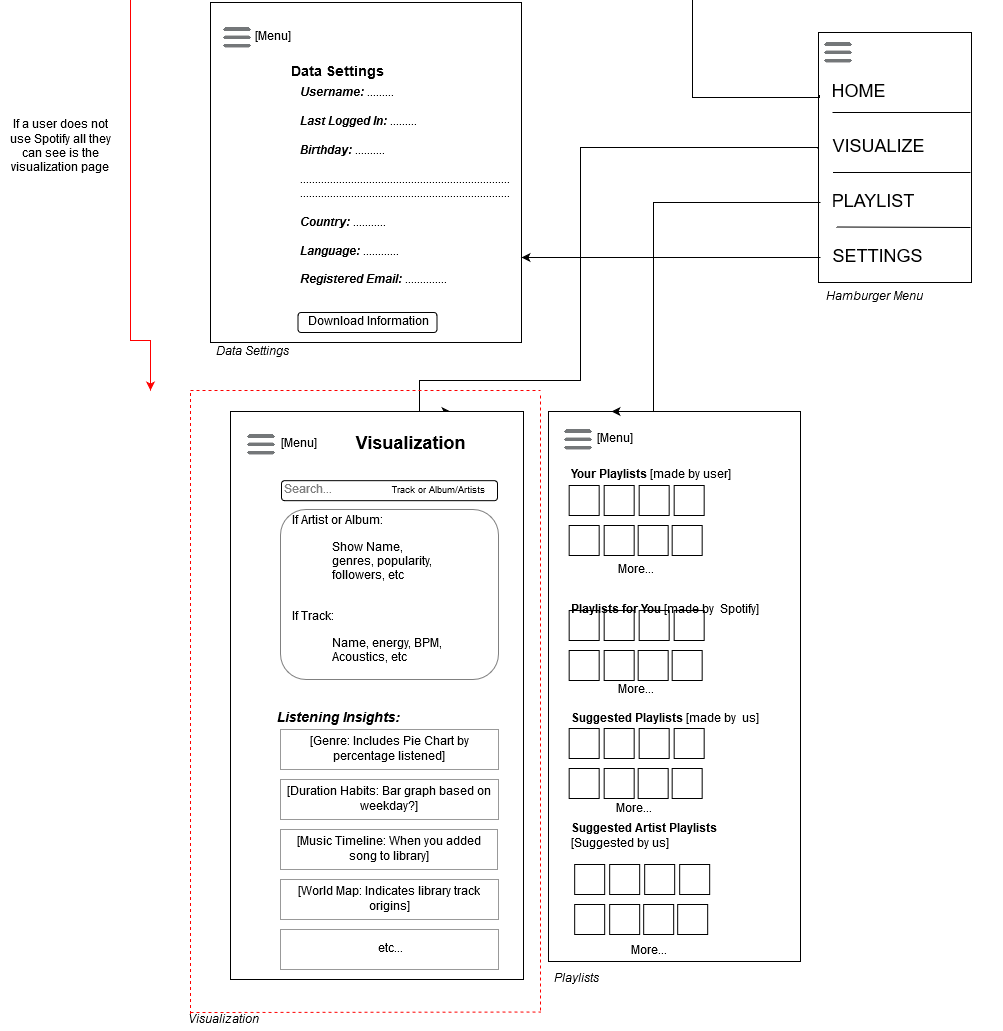 If a user does not
use Spotify all they
can see is the
visualization page
[Menu]
Data Settings
Username: .........
Last Logged In: .........
Birthday: ..........
......................................................................
......................................................................
Country: ...........
Language: ............
Registered Email: ..............
Download Information
Data Settings
HOME
VISUALIZE
PLAYLIST
SETTINGS
Hamburger Menu
[Menu]
Visualization
Search... Track or Album/Artists
If Artist or Album:
Show Name,
genres, popularity,
followers, etc
If Track:
Name, energy, BPM,
Acoustics, etc
Listening Insights:
[Genre: Includes Pie Chart by
percentage listened]
[Duration Habits: Bar graph based on
weekday?]
[Music Timeline: When you added
song to library]
[World Map: Indicates library track
origins]
etc...
Visualization
[Menu]
Your Playlists [made by user]
More...
Playlists for You [made by Spotify]
More...
Suggested Playlists [made by us]
More...
Suggested Artist Playlists
[Suggested by us]
More...
Playlists